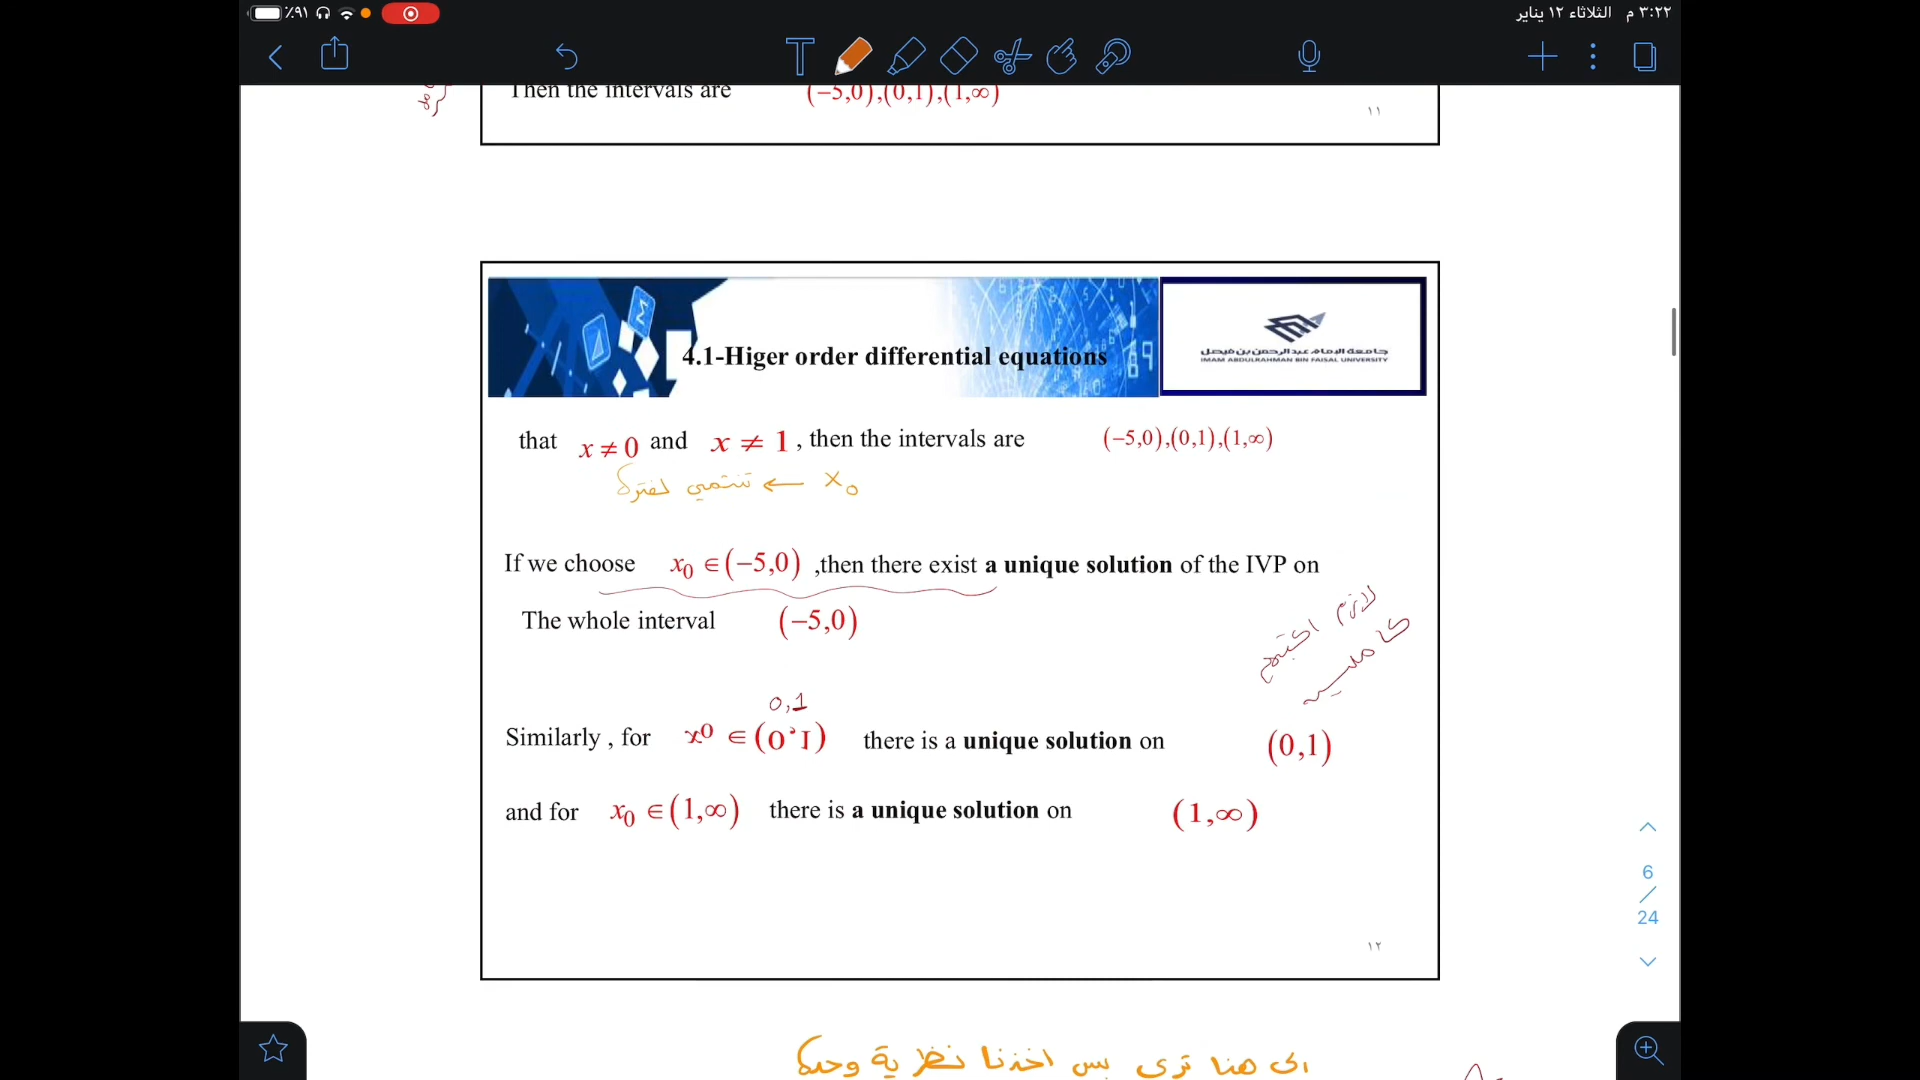 ٪٩١
٣:٢٢ م الثلاثاء ١٢ يناير
Then the intervals are (−5,0),(0,1),(1,∞)
١١
4.1-Higer order differential equations
جامعة الإمام عبد الرحمن بن فيصل
IMAM ABDULRAHMAN BIN FAISAL UNIVERSITY
that x ≠ 0 and x ≠ 1 , then the intervals are (−5,0),(0,1),(1,∞)
x₀ ← تنتمي لفترة
If we choose x₀ ∈ (−5,0) ,then there exist a unique solution of the IVP on
The whole interval (−5,0)
لازم اكتبهم
كاملين
0,1
Similarly , for x₀ ∈ (0,1) there is a unique solution on (0,1)
and for x₀ ∈ (1,∞) there is a unique solution on (1,∞)
6
/
24
١٢
الى هنا ترى بس اخذنا نظرية وحدة